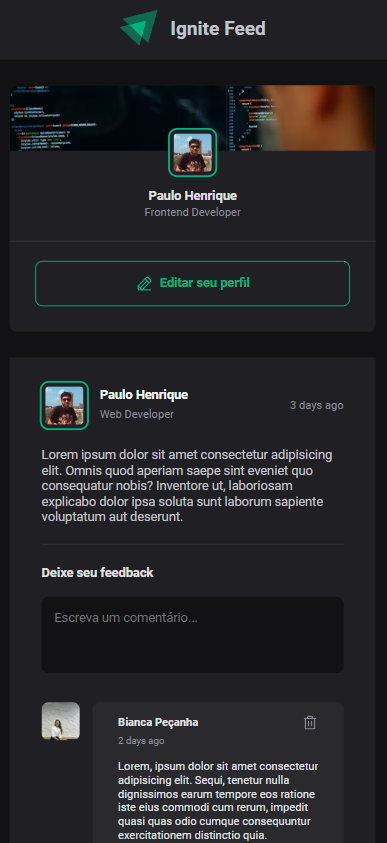 Ignite Feed
Paulo Henrique
Frontend Developer
Editar seu perfil
Paulo Henrique
Web Developer
3 days ago
Lorem ipsum dolor sit amet consectetur adipisicing
elit. Omnis quod aperiam saepe sint eveniet quo
consequatur nobis? Inventore ut, laboriosam
explicabo dolor ipsa soluta sunt laborum sapiente
voluptatum aut deserunt.
Deixe seu feedback
Escreva um comentário...
Bianca Peçanha
2 days ago
Lorem, ipsum dolor sit amet consectetur
adipisicing elit. Sequi, tenetur nulla
dignissimos earum tempore eos ratione
iste eius commodi cum rerum, impedit
quasi quas odio cumque consequuntur
exercitationem distinctio quia.